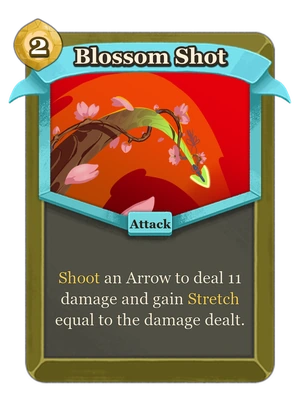 2
Blossom Shot
Attack
Shoot an Arrow to deal 11
damage and gain Stretch
equal to the damage dealt.